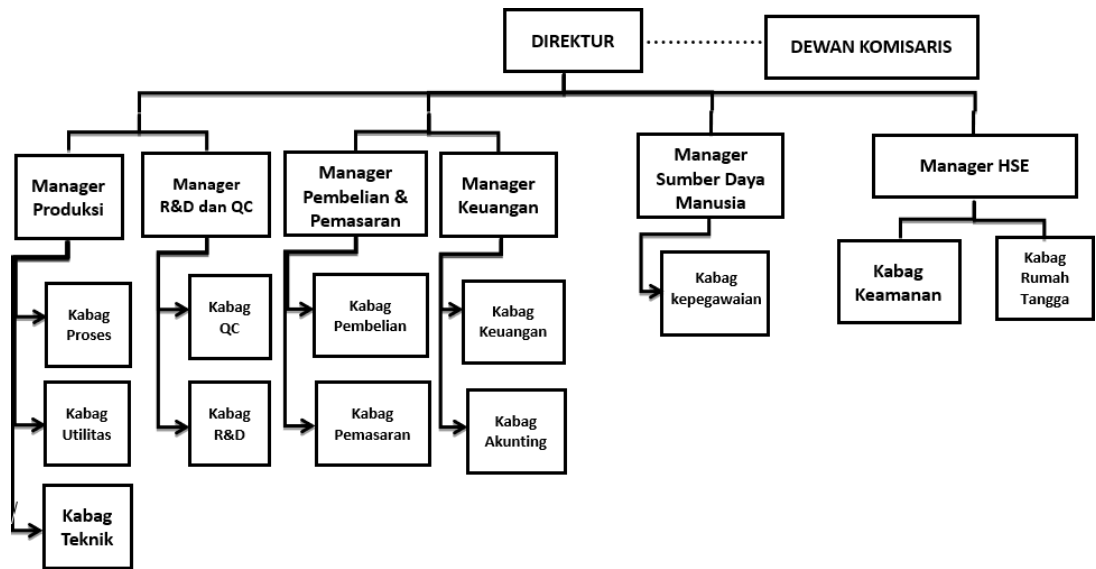 DIREKTUR
DEWAN KOMISARIS
Manager
Produksi
Manager
R&D dan QC
Manager
Pembelian &
Pemasaran
Manager
Keuangan
Manager
Sumber Daya
Manusia
Manager HSE
Kabag
Proses
Kabag
QC
Kabag
Pembelian
Kabag
Keuangan
Kabag
kepegawaian
Kabag
Keamanan
Kabag
Rumah
Tangga
Kabag
Utilitas
Kabag
R&D
Kabag
Pemasaran
Kabag
Akunting
Kabag
Teknik